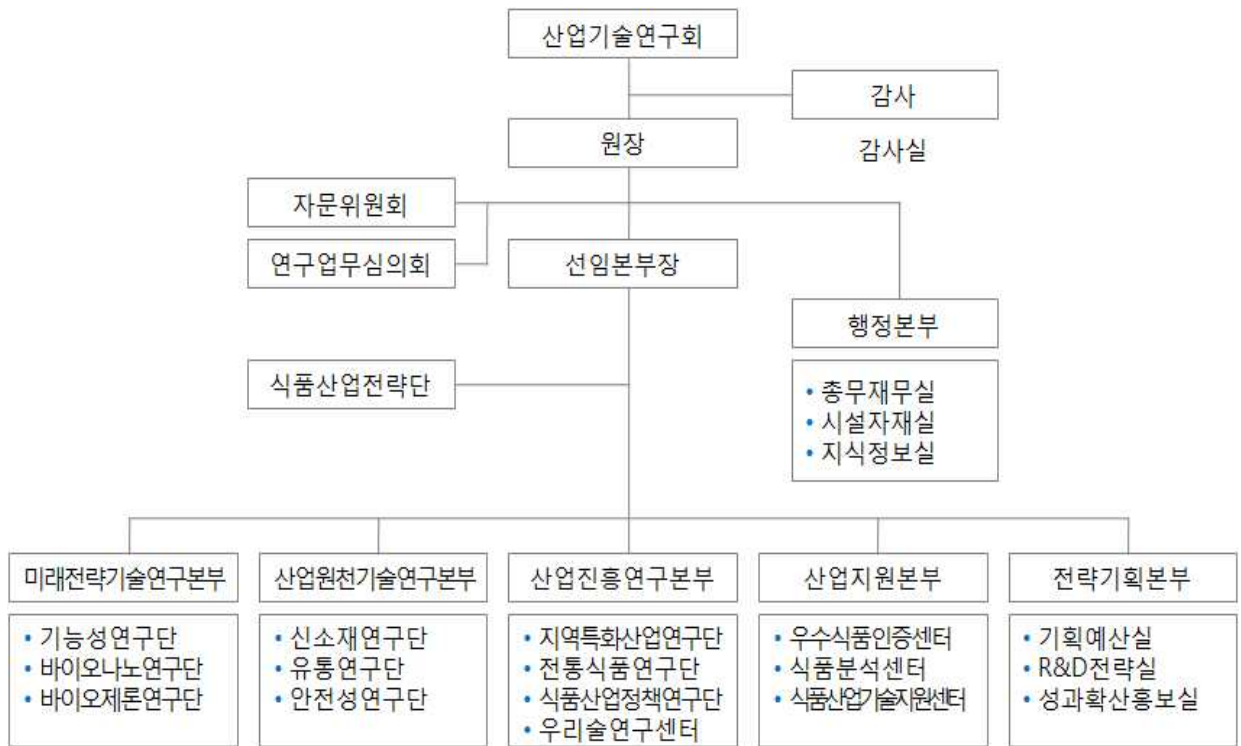 산업기술연구회
감사
원장
감사실
자문위원회
연구업무심의회
선임본부장
행정본부
식품산업전략단
• 총무재무실
• 시설자재실
• 지식정보실
미래전략기술연구본부
산업원천기술연구본부
산업진흥연구본부
산업지원본부
전략기획본부
• 기능성연구단
• 바이오나노연구단
• 바이오제론연구단
• 신소재연구단
• 유통연구단
• 안전성연구단
• 지역특화산업연구단
• 전통식품연구단
• 식품산업정책연구단
• 우리술연구센터
• 우수식품인증센터
• 식품분석센터
• 식품산업기술지원센터
• 기획예산실
• R&D전략실
• 성과확산홍보실